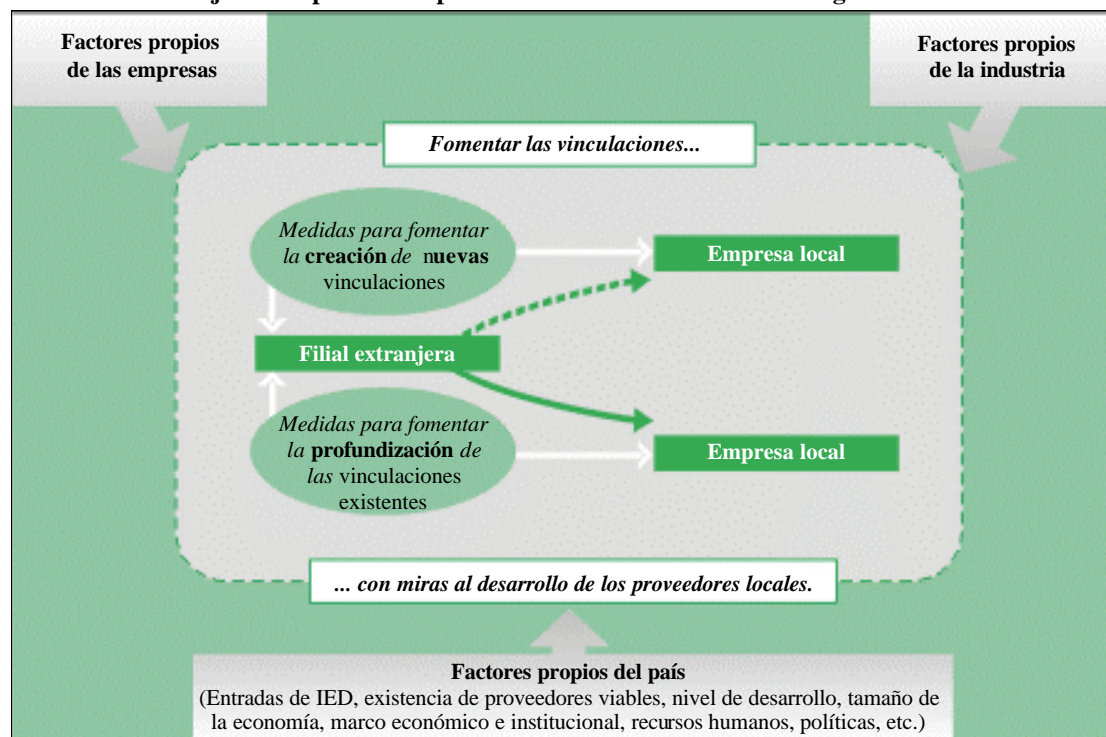 Factores propios
de las empresas
Factores propios
de la industria
Fomentar las vinculaciones...
Medidas para fomentar
la creación de nuevas
vinculaciones
Empresa local
Filial extranjera
Medidas para fomentar
la profundización de
las vinculaciones
existentes
Empresa local
... con miras al desarrollo de los proveedores locales.
Factores propios del país
(Entradas de IED, existencia de proveedores viables, nivel de desarrollo, tamaño de
la economía, marco económico e institucional, recursos humanos, políticas, etc.)